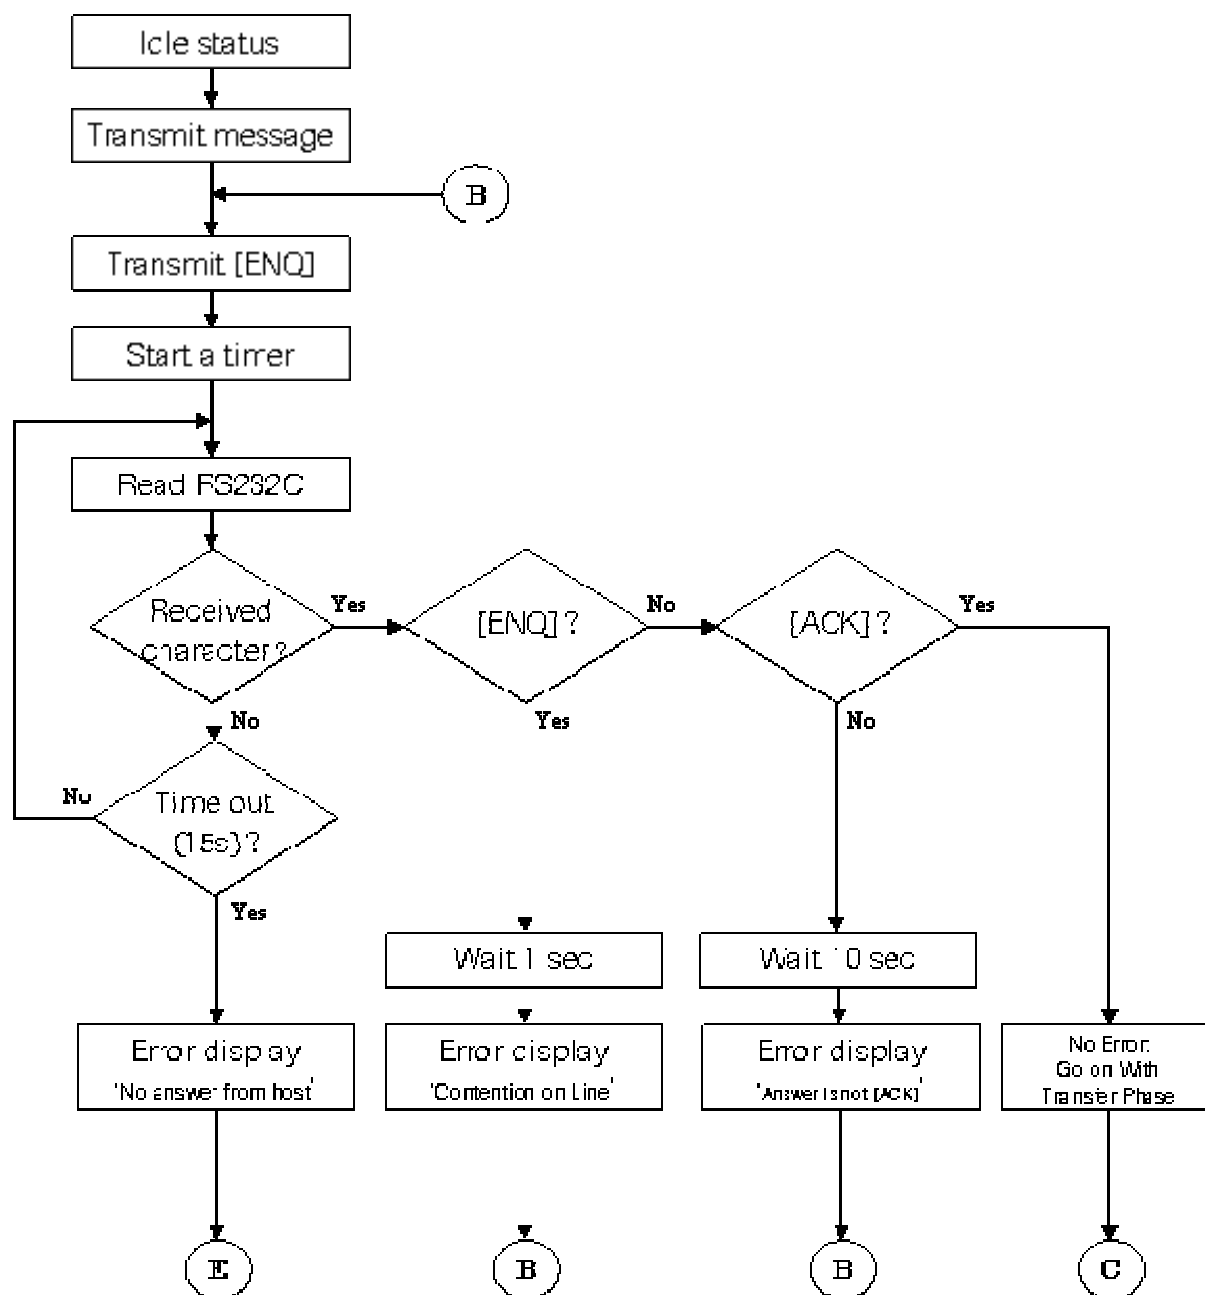 Idle status
Transmit message
B
Transmit [ENQ]
Start a timer
Read RS232C
Received
character?
Yes
[ENQ]?
No
[ACK]?
Yes
No
Yes
No
No
Time out
(15s)?
Yes
Wait 1 sec
Wait 10 sec
Error display
'No answer from host'
Error display
'Contention on Line'
Error display
'Answer is not [ACK]'
No Error:
Go on With
Transfer Phase
E
B
B
C